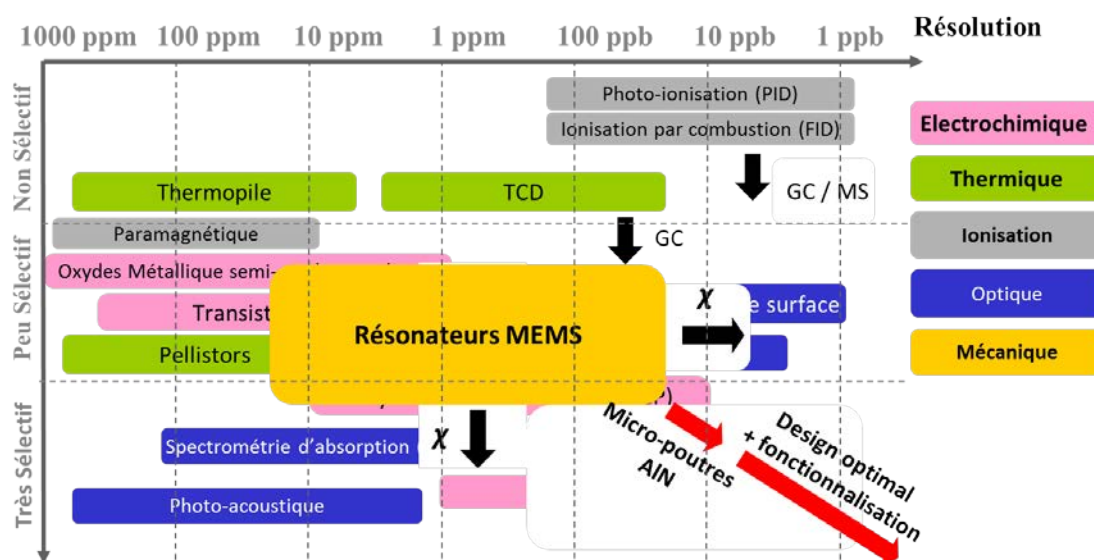 1000 ppm 100 ppm 10 ppm 1 ppm 100 ppb 10 ppb 1 ppb Résolution
Non Sélectif
Photo-ionisation (PID)
Ionisation par combustion (FID)
Thermopile
TCD
GC / MS
GC
Peu Sélectif
Paramagnétique
Oxydes Métallique semi-
Transist
Pellistors
Résonateurs MEMS
χ
e surface
Très Sélectif
P)
Spectrométrie d'absorption (
χ
Photo-acoustique
Micro-poutres
AlN
Design optimal
+ fonctionnalisation
Electrochimique
Thermique
Ionisation
Optique
Mécanique